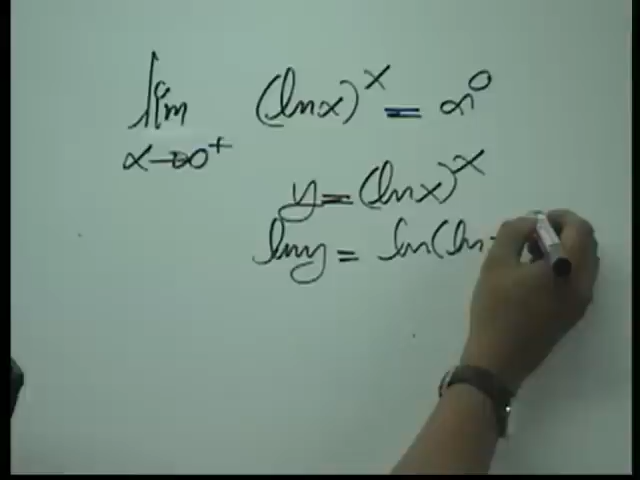 lim (lnx)^x = ∞^0
x→∞^+
y = (lnx)^x
lny = ln(ln